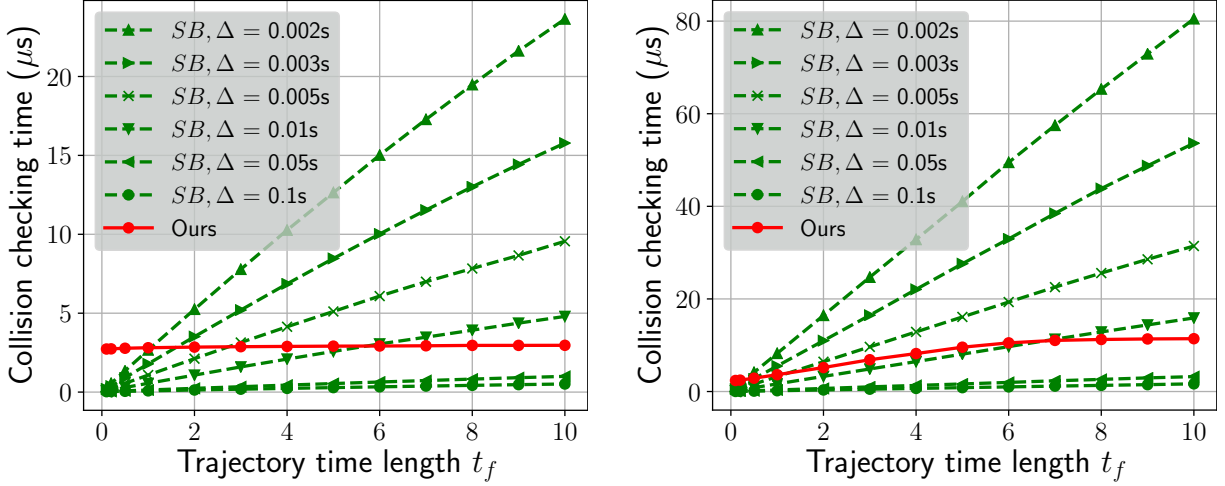 Collision checking time (μs)
20
15
10
5
0
SB, Δ = 0.002s
SB, Δ = 0.003s
SB, Δ = 0.005s
SB, Δ = 0.01s
SB, Δ = 0.05s
SB, Δ = 0.1s
Ours
0 2 4 6 8 10
Trajectory time length t_f
Collision checking time (μs)
80
60
40
20
0
SB, Δ = 0.002s
SB, Δ = 0.003s
SB, Δ = 0.005s
SB, Δ = 0.01s
SB, Δ = 0.05s
SB, Δ = 0.1s
Ours
0 2 4 6 8 10
Trajectory time length t_f